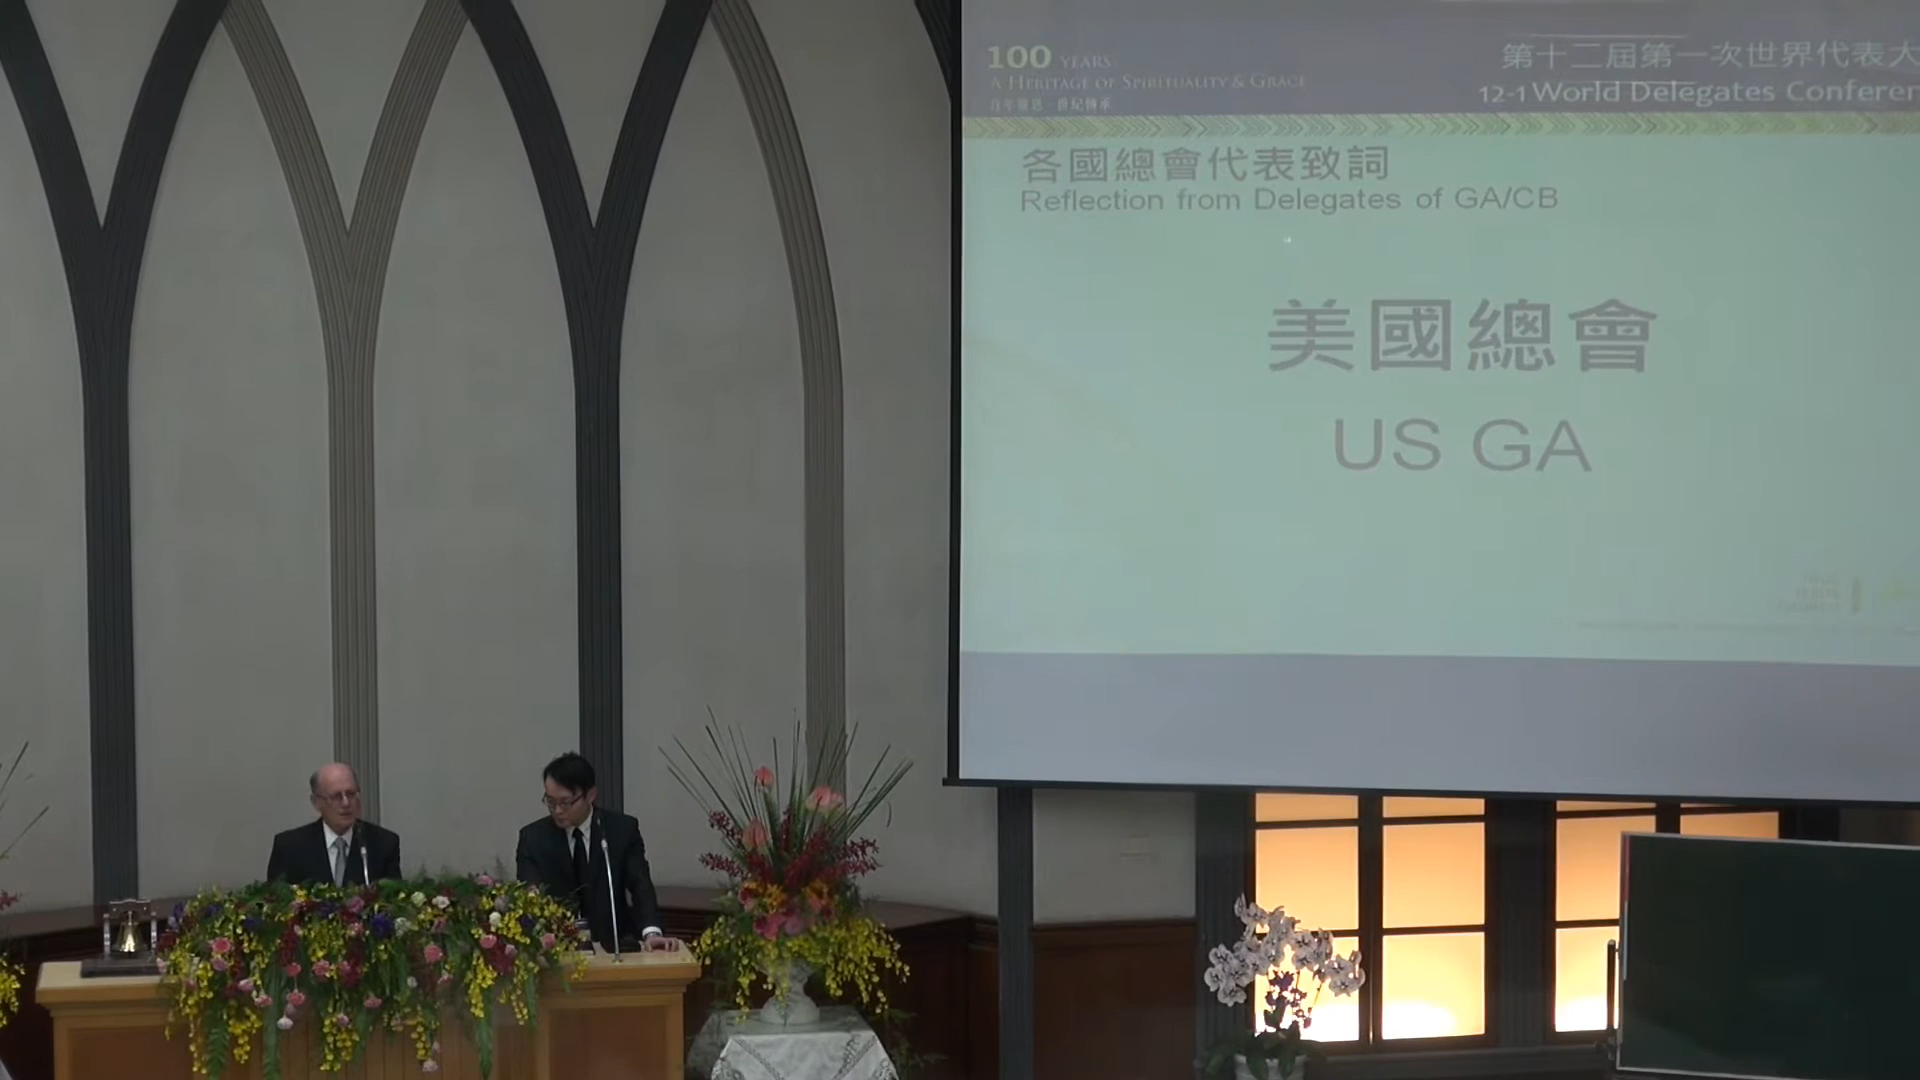 100 YEARS
A HERITAGE OF SPIRITUALITY & GRACE
第十二屆第一次世界代表大
12-1 World Delegates Conferen
各國總會代表致詞
Reflection from Delegates of GA/CB
美國總會
US GA